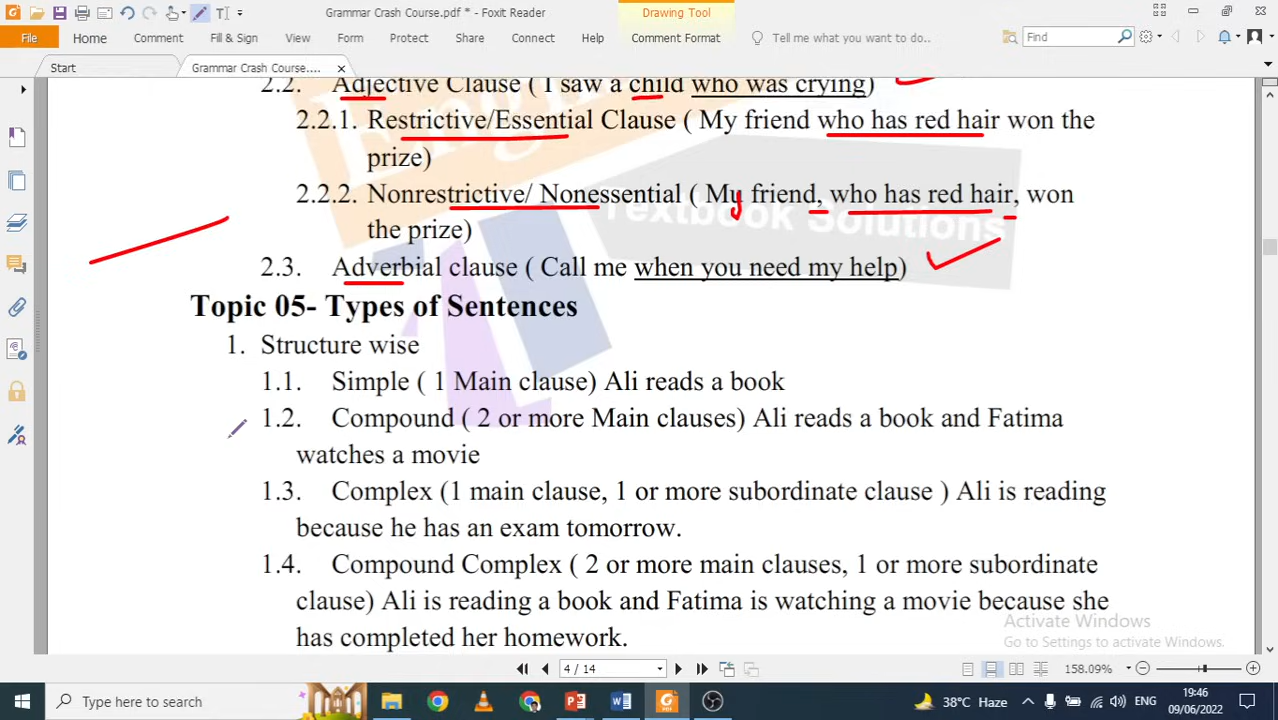 Grammar Crash Course.pdf * - Foxit Reader
Drawing Tool
File Home Comment Fill & Sign View Form Protect Share Connect Help Comment Format Tell me what you want to do.. Find
Start
Grammar Crash Course....
2.2. Adjective Clause ( I saw a child who was crying)
2.2.1. Restrictive/Essential Clause ( My friend who has red hair won the
prize)
2.2.2. Nonrestrictive/ Nonessential ( My friend, who has red hair, won
the prize)
Textbook Solutions
2.3. Adverbial clause ( Call me when you need my help)
Topic 05- Types of Sentences
1. Structure wise
1.1. Simple ( 1 Main clause) Ali reads a book
1.2. Compound ( 2 or more Main clauses) Ali reads a book and Fatima
watches a movie
1.3. Complex (1 main clause, 1 or more subordinate clause ) Ali is reading
because he has an exam tomorrow.
1.4. Compound Complex ( 2 or more main clauses, 1 or more subordinate
clause) Ali is reading a book and Fatima is watching a movie because she
has completed her homework.
Activate Windows
Go to Settings to activate Windows.
4 / 14
158.09%
Type here to search
38°C Haze
ENG
19:46
09/06/2022